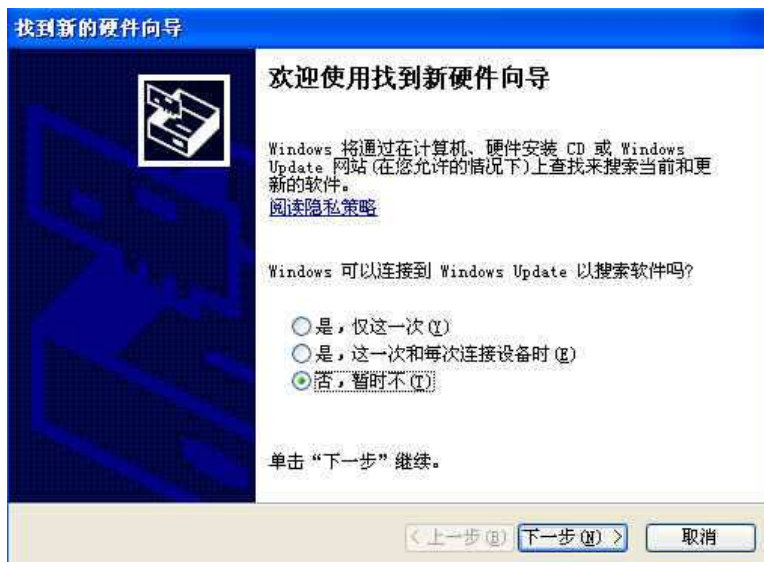 找到新的硬件向导
欢迎使用找到新硬件向导
Windows 将通过在计算机、硬件安装 CD 或 Windows
Update 网站(在您允许的情况下)上查找来搜索当前和更
新的软件。
阅读隐私策略
Windows 可以连接到 Windows Update 以搜索软件吗?
是，仅这一次(Y)
是，这一次和每次连接设备时(E)
否，暂时不(T)
单击“下一步”继续。
< 上一步(B) 下一步(N) > 取消